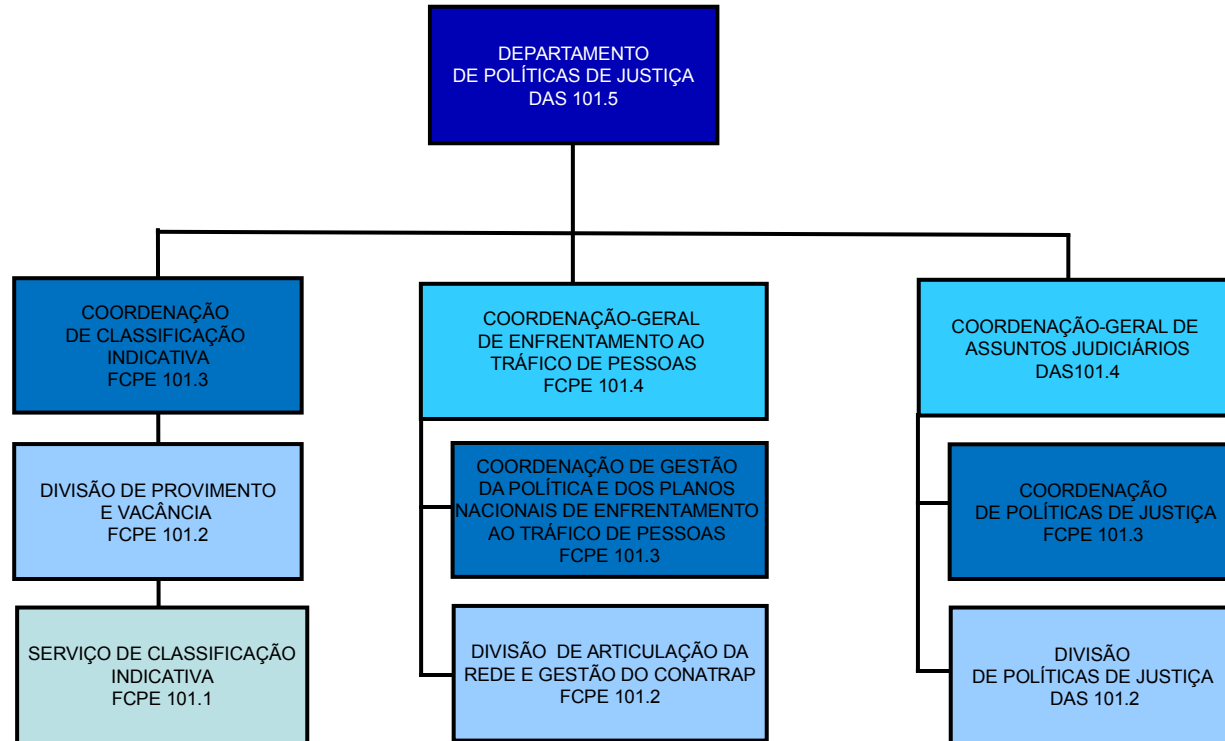 DEPARTAMENTO
DE POLÍTICAS DE JUSTIÇA
DAS 101.5
COORDENAÇÃO
DE CLASSIFICAÇÃO
INDICATIVA
FCPE 101.3
COORDENAÇÃO-GERAL
DE ENFRENTAMENTO AO
TRÁFICO DE PESSOAS
FCPE 101.4
COORDENAÇÃO-GERAL DE
ASSUNTOS JUDICIÁRIOS
DAS101.4
DIVISÃO DE PROVIMENTO
E VACÂNCIA
FCPE 101.2
COORDENAÇÃO DE GESTÃO
DA POLÍTICA E DOS PLANOS
NACIONAIS DE ENFRENTAMENTO
AO TRÁFICO DE PESSOAS
FCPE 101.3
COORDENAÇÃO
DE POLÍTICAS DE JUSTIÇA
FCPE 101.3
SERVIÇO DE CLASSIFICAÇÃO
INDICATIVA
FCPE 101.1
DIVISÃO  DE ARTICULAÇÃO DA
REDE E GESTÃO DO CONATRAP
FCPE 101.2
DIVISÃO
DE POLÍTICAS DE JUSTIÇA
DAS 101.2